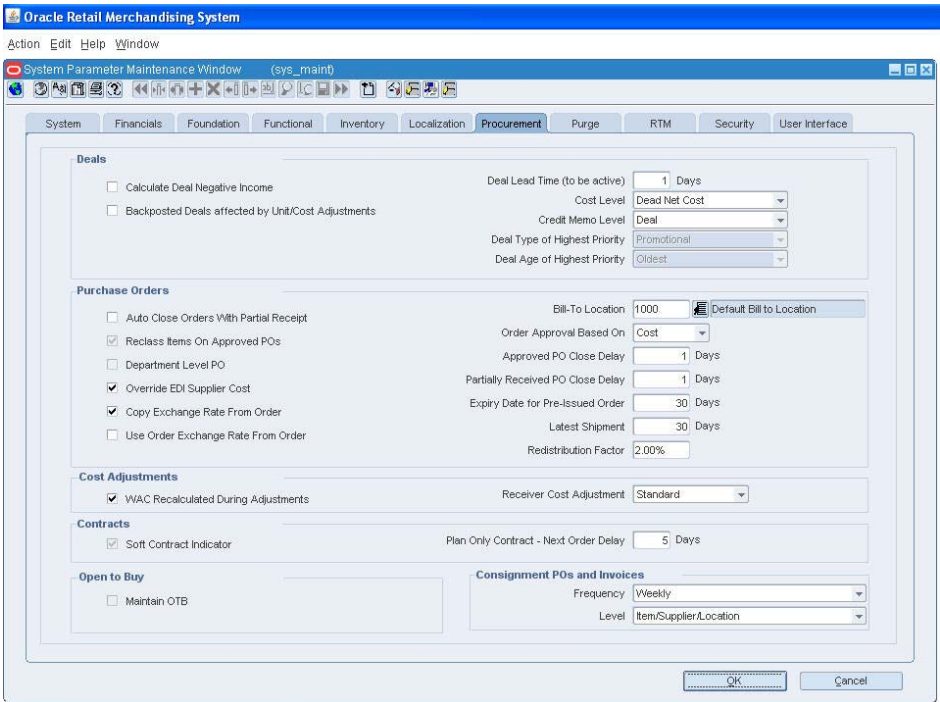 Oracle Retail Merchandising System
Action Edit Help Window
System Parameter Maintenance Window (sys_maint)
System Financials Foundation Functional Inventory Localization Procurement Purge RTM Security User Interface
Deals
Calculate Deal Negative Income
Backposted Deals affected by Unit/Cost Adjustments
Deal Lead Time (to be active) 1 Days
Cost Level Dead Net Cost
Credit Memo Level Deal
Deal Type of Highest Priority Promotional
Deal Age of Highest Priority Oldest
Purchase Orders
Auto Close Orders With Partial Receipt
Reclass Items On Approved POs
Department Level PO
Override EDI Supplier Cost
Copy Exchange Rate From Order
Use Order Exchange Rate From Order
Bill-To Location 1000 Default Bill to Location
Order Approval Based On Cost
Approved PO Close Delay 1 Days
Partially Received PO Close Delay 1 Days
Expiry Date for Pre-Issued Order 30 Days
Latest Shipment 30 Days
Redistribution Factor 2.00%
Cost Adjustments
WAC Recalculated During Adjustments
Receiver Cost Adjustment Standard
Contracts
Soft Contract Indicator
Plan Only Contract - Next Order Delay 5 Days
Open to Buy
Maintain OTB
Consignment POs and Invoices
Frequency Weekly
Level Item/Supplier/Location
OK Cancel